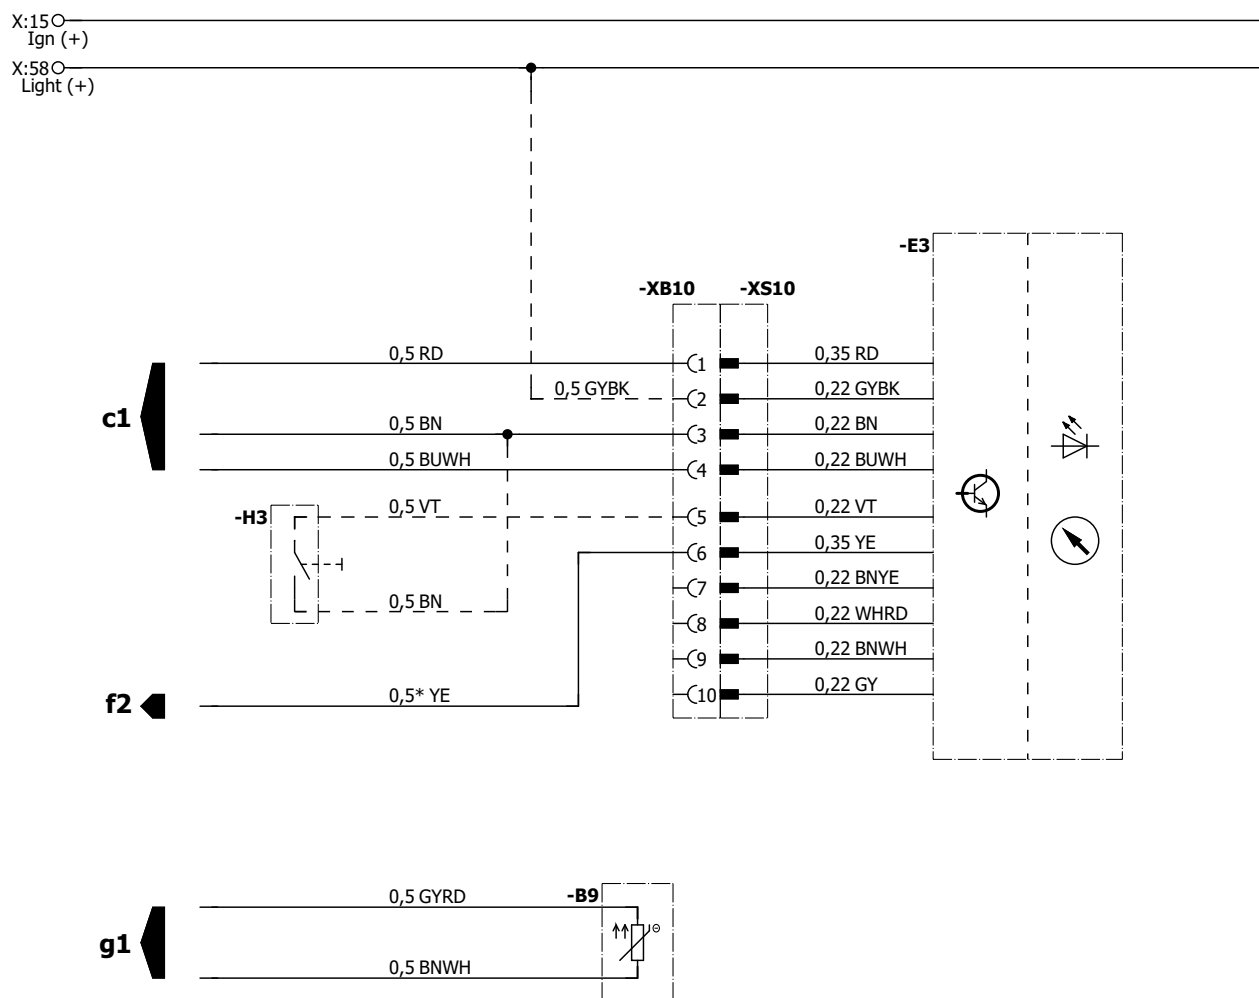 X:15
Ign (+)
X:58
Light (+)
-E3
-XB10 -XS10
0,5 RD 1 0,35 RD
0,5 GYBK 2 0,22 GYBK
c1
0,5 BN 3 0,22 BN
0,5 BUWH 4 0,22 BUWH
-H3 0,5 VT 5 0,22 VT
6 0,35 YE
7 0,22 BNYE
0,5 BN 8 0,22 WHRD
9 0,22 BNWH
f2 0,5* YE 10 0,22 GY
0,5 GYRD -B9
Θ
g1
0,5 BNWH